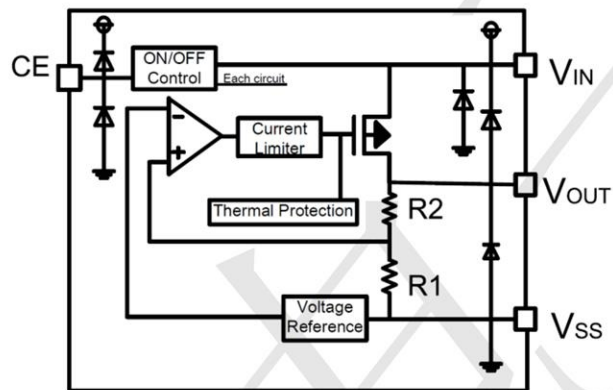 CE
ON/OFF
Control
Each circuit
VIN
-
+
Current
Limiter
Thermal Protection
R2
VOUT
R1
Voltage
Reference
VSS